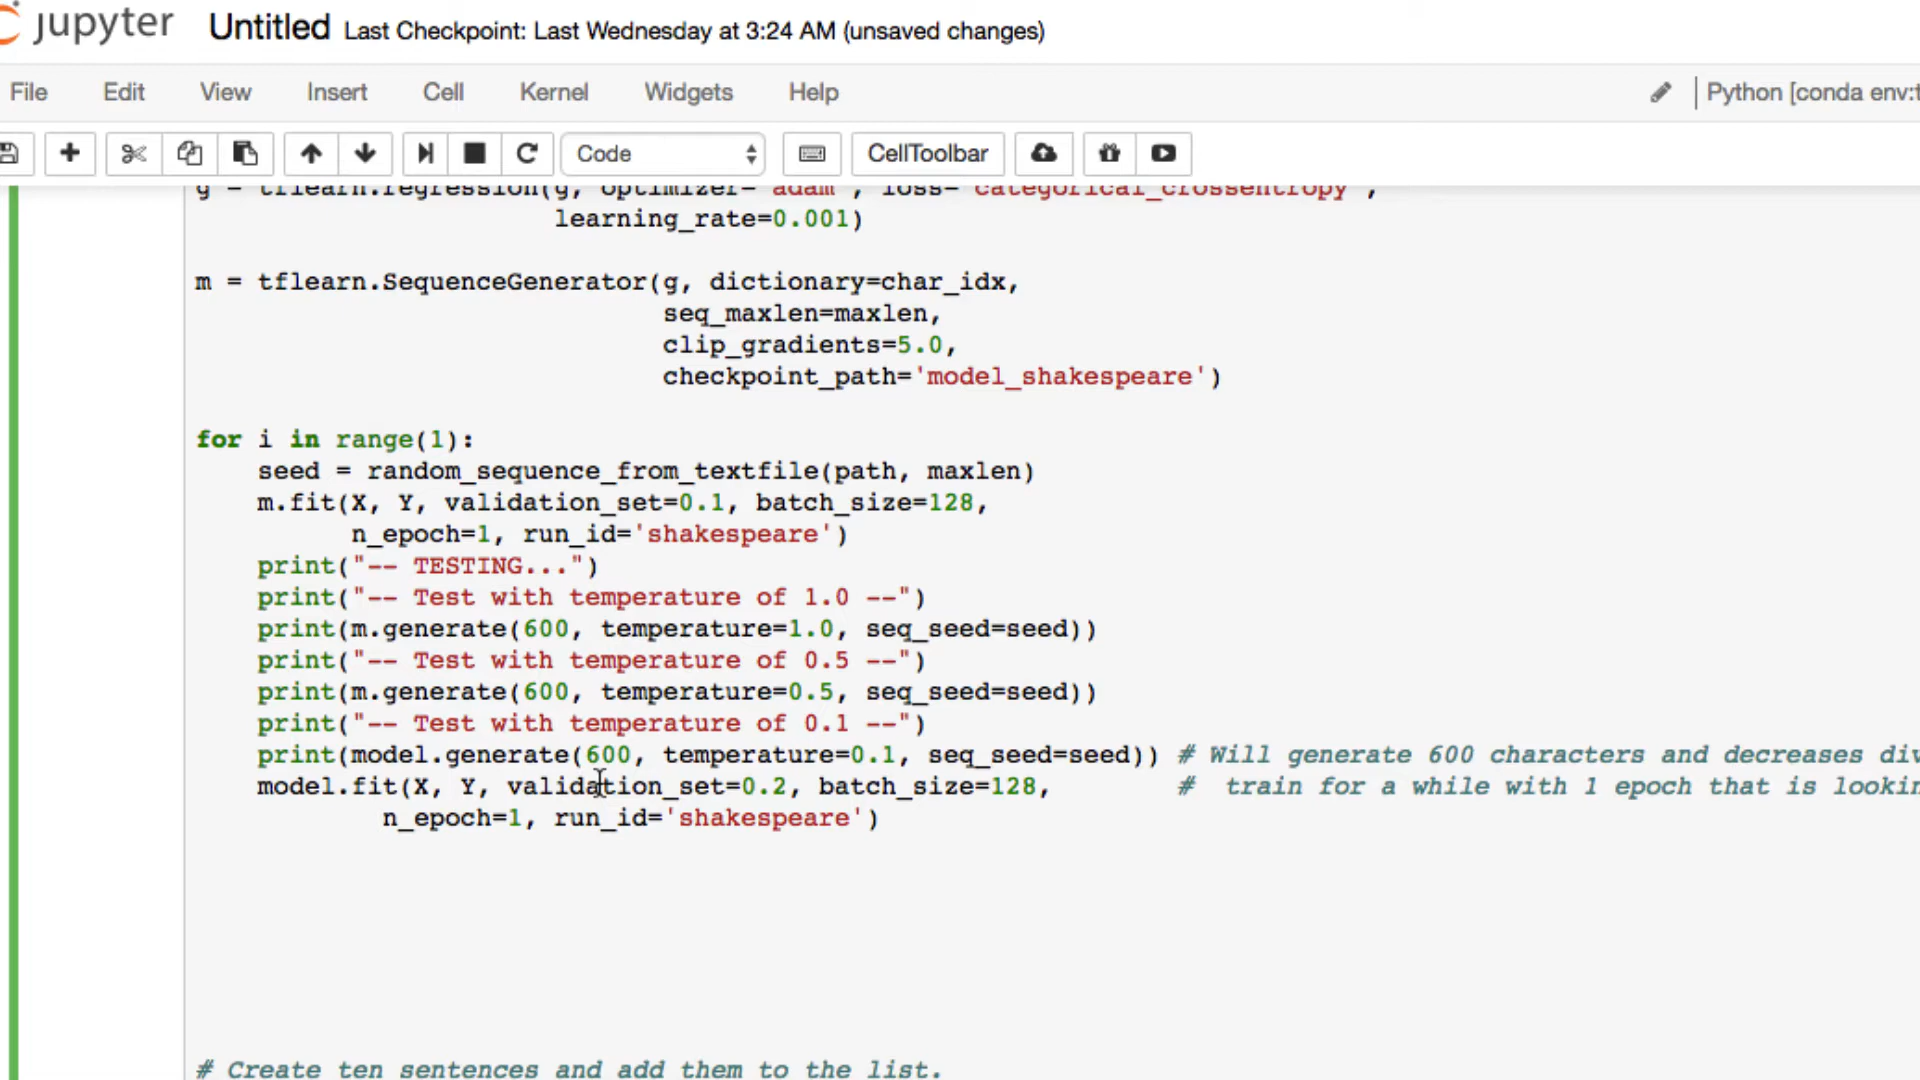 jupyter Untitled Last Checkpoint: Last Wednesday at 3:24 AM (unsaved changes)
File Edit View Insert Cell Kernel Widgets Help Python [conda env:t
Code CellToolbar
g = tflearn.regression(g, optimizer='adam', loss='categorical_crossentropy',
learning_rate=0.001)
m = tflearn.SequenceGenerator(g, dictionary=char_idx,
seq_maxlen=maxlen,
clip_gradients=5.0,
checkpoint_path='model_shakespeare')
for i in range(1):
seed = random_sequence_from_textfile(path, maxlen)
m.fit(X, Y, validation_set=0.1, batch_size=128,
n_epoch=1, run_id='shakespeare')
print("-- TESTING...")
print("-- Test with temperature of 1.0 --")
print(m.generate(600, temperature=1.0, seq_seed=seed))
print("-- Test with temperature of 0.5 --")
print(m.generate(600, temperature=0.5, seq_seed=seed))
print("-- Test with temperature of 0.1 --")
print(model.generate(600, temperature=0.1, seq_seed=seed)) # Will generate 600 characters and decreases div
model.fit(X, Y, validation_set=0.2, batch_size=128, # train for a while with 1 epoch that is lookin
n_epoch=1, run_id='shakespeare')
# Create ten sentences and add them to the list.